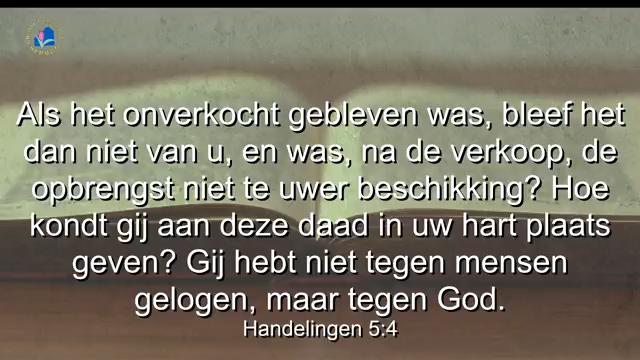 Als het onverkocht gebleven was, bleef het
dan niet van u, en was, na de verkoop, de
opbrengst niet te uwer beschikking? Hoe
kondt gij aan deze daad in uw hart plaats
geven? Gij hebt niet tegen mensen
gelogen, maar tegen God.
Handelingen 5:4